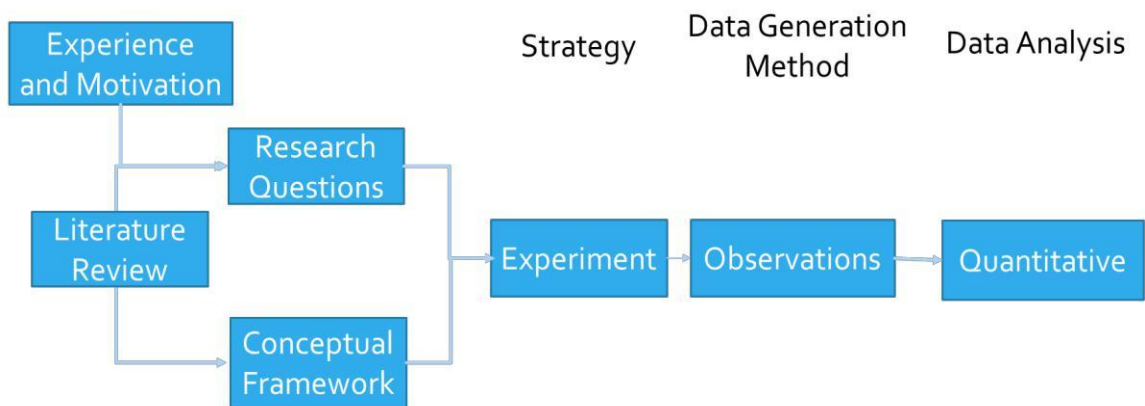 Experience
and Motivation
Research
Questions
Literature
Review
Conceptual
Framework
Strategy
Experiment
Data Generation
Method
Observations
Data Analysis
Quantitative